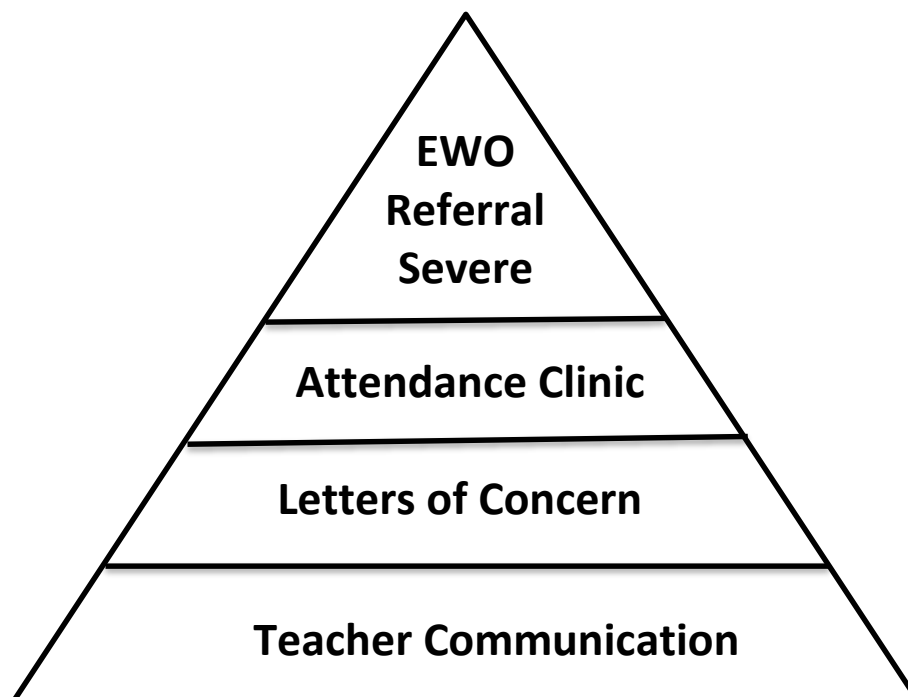 EWO
Referral
Severe
Attendance Clinic
Letters of Concern
Teacher Communication